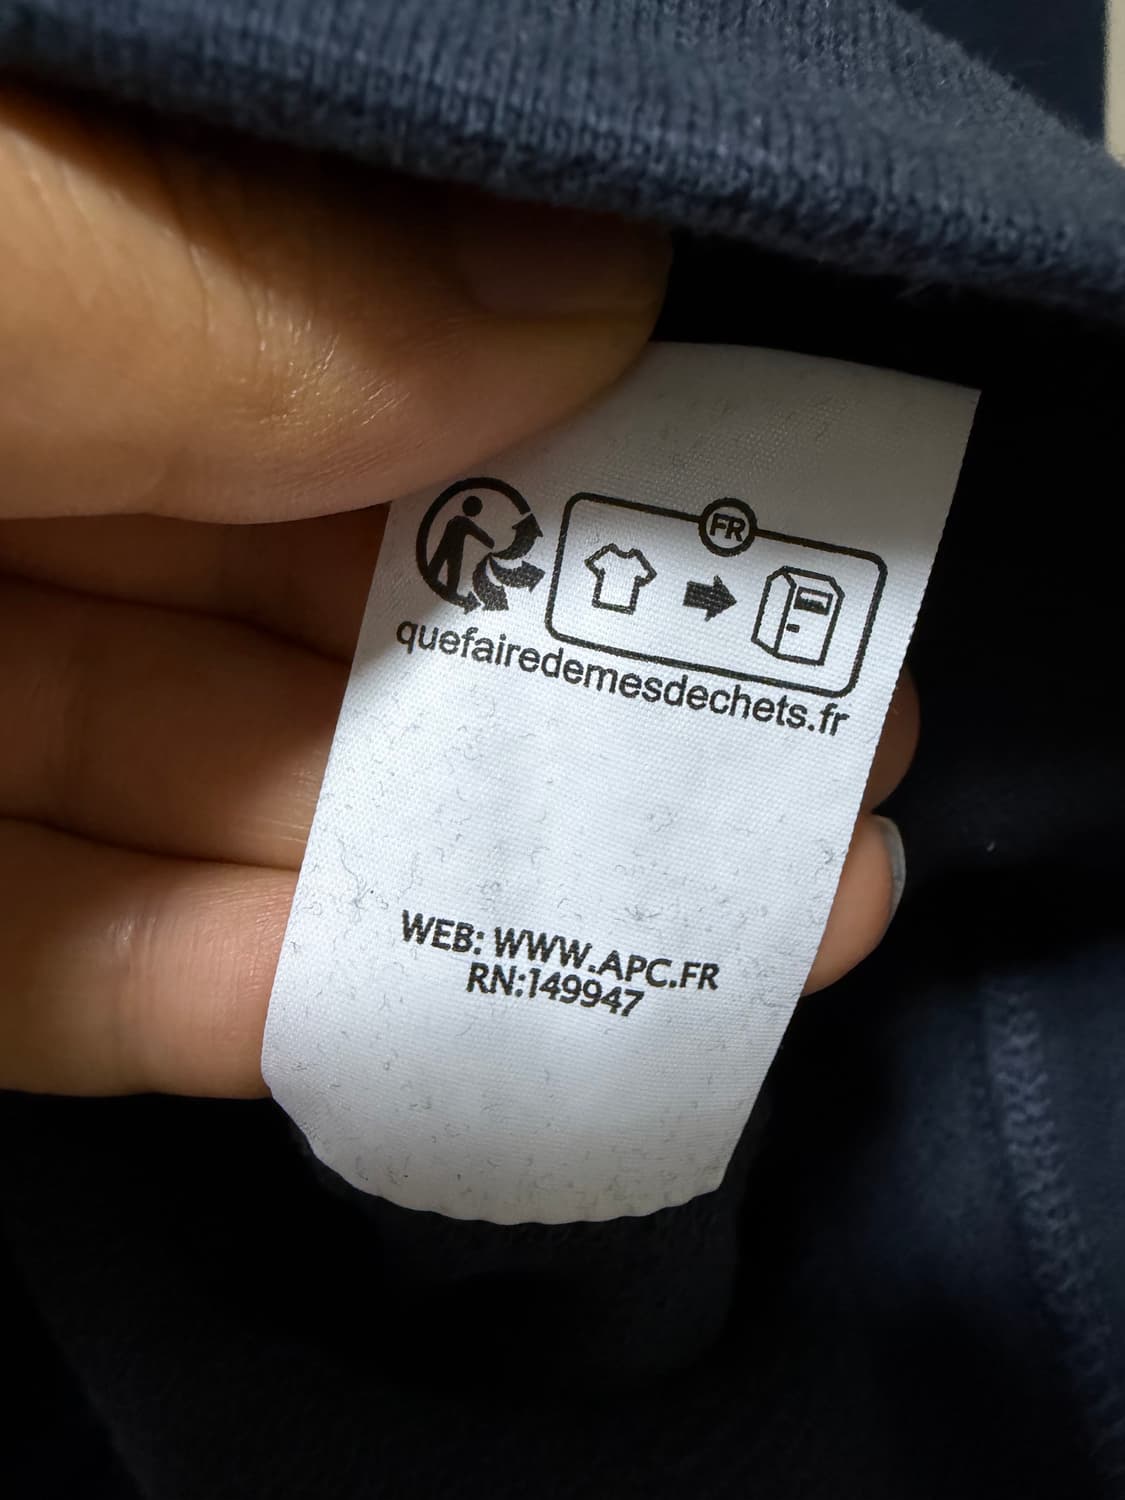 FR
quefairedemesdechets.fr
WEB: WWW.APC.FR
RN:149947